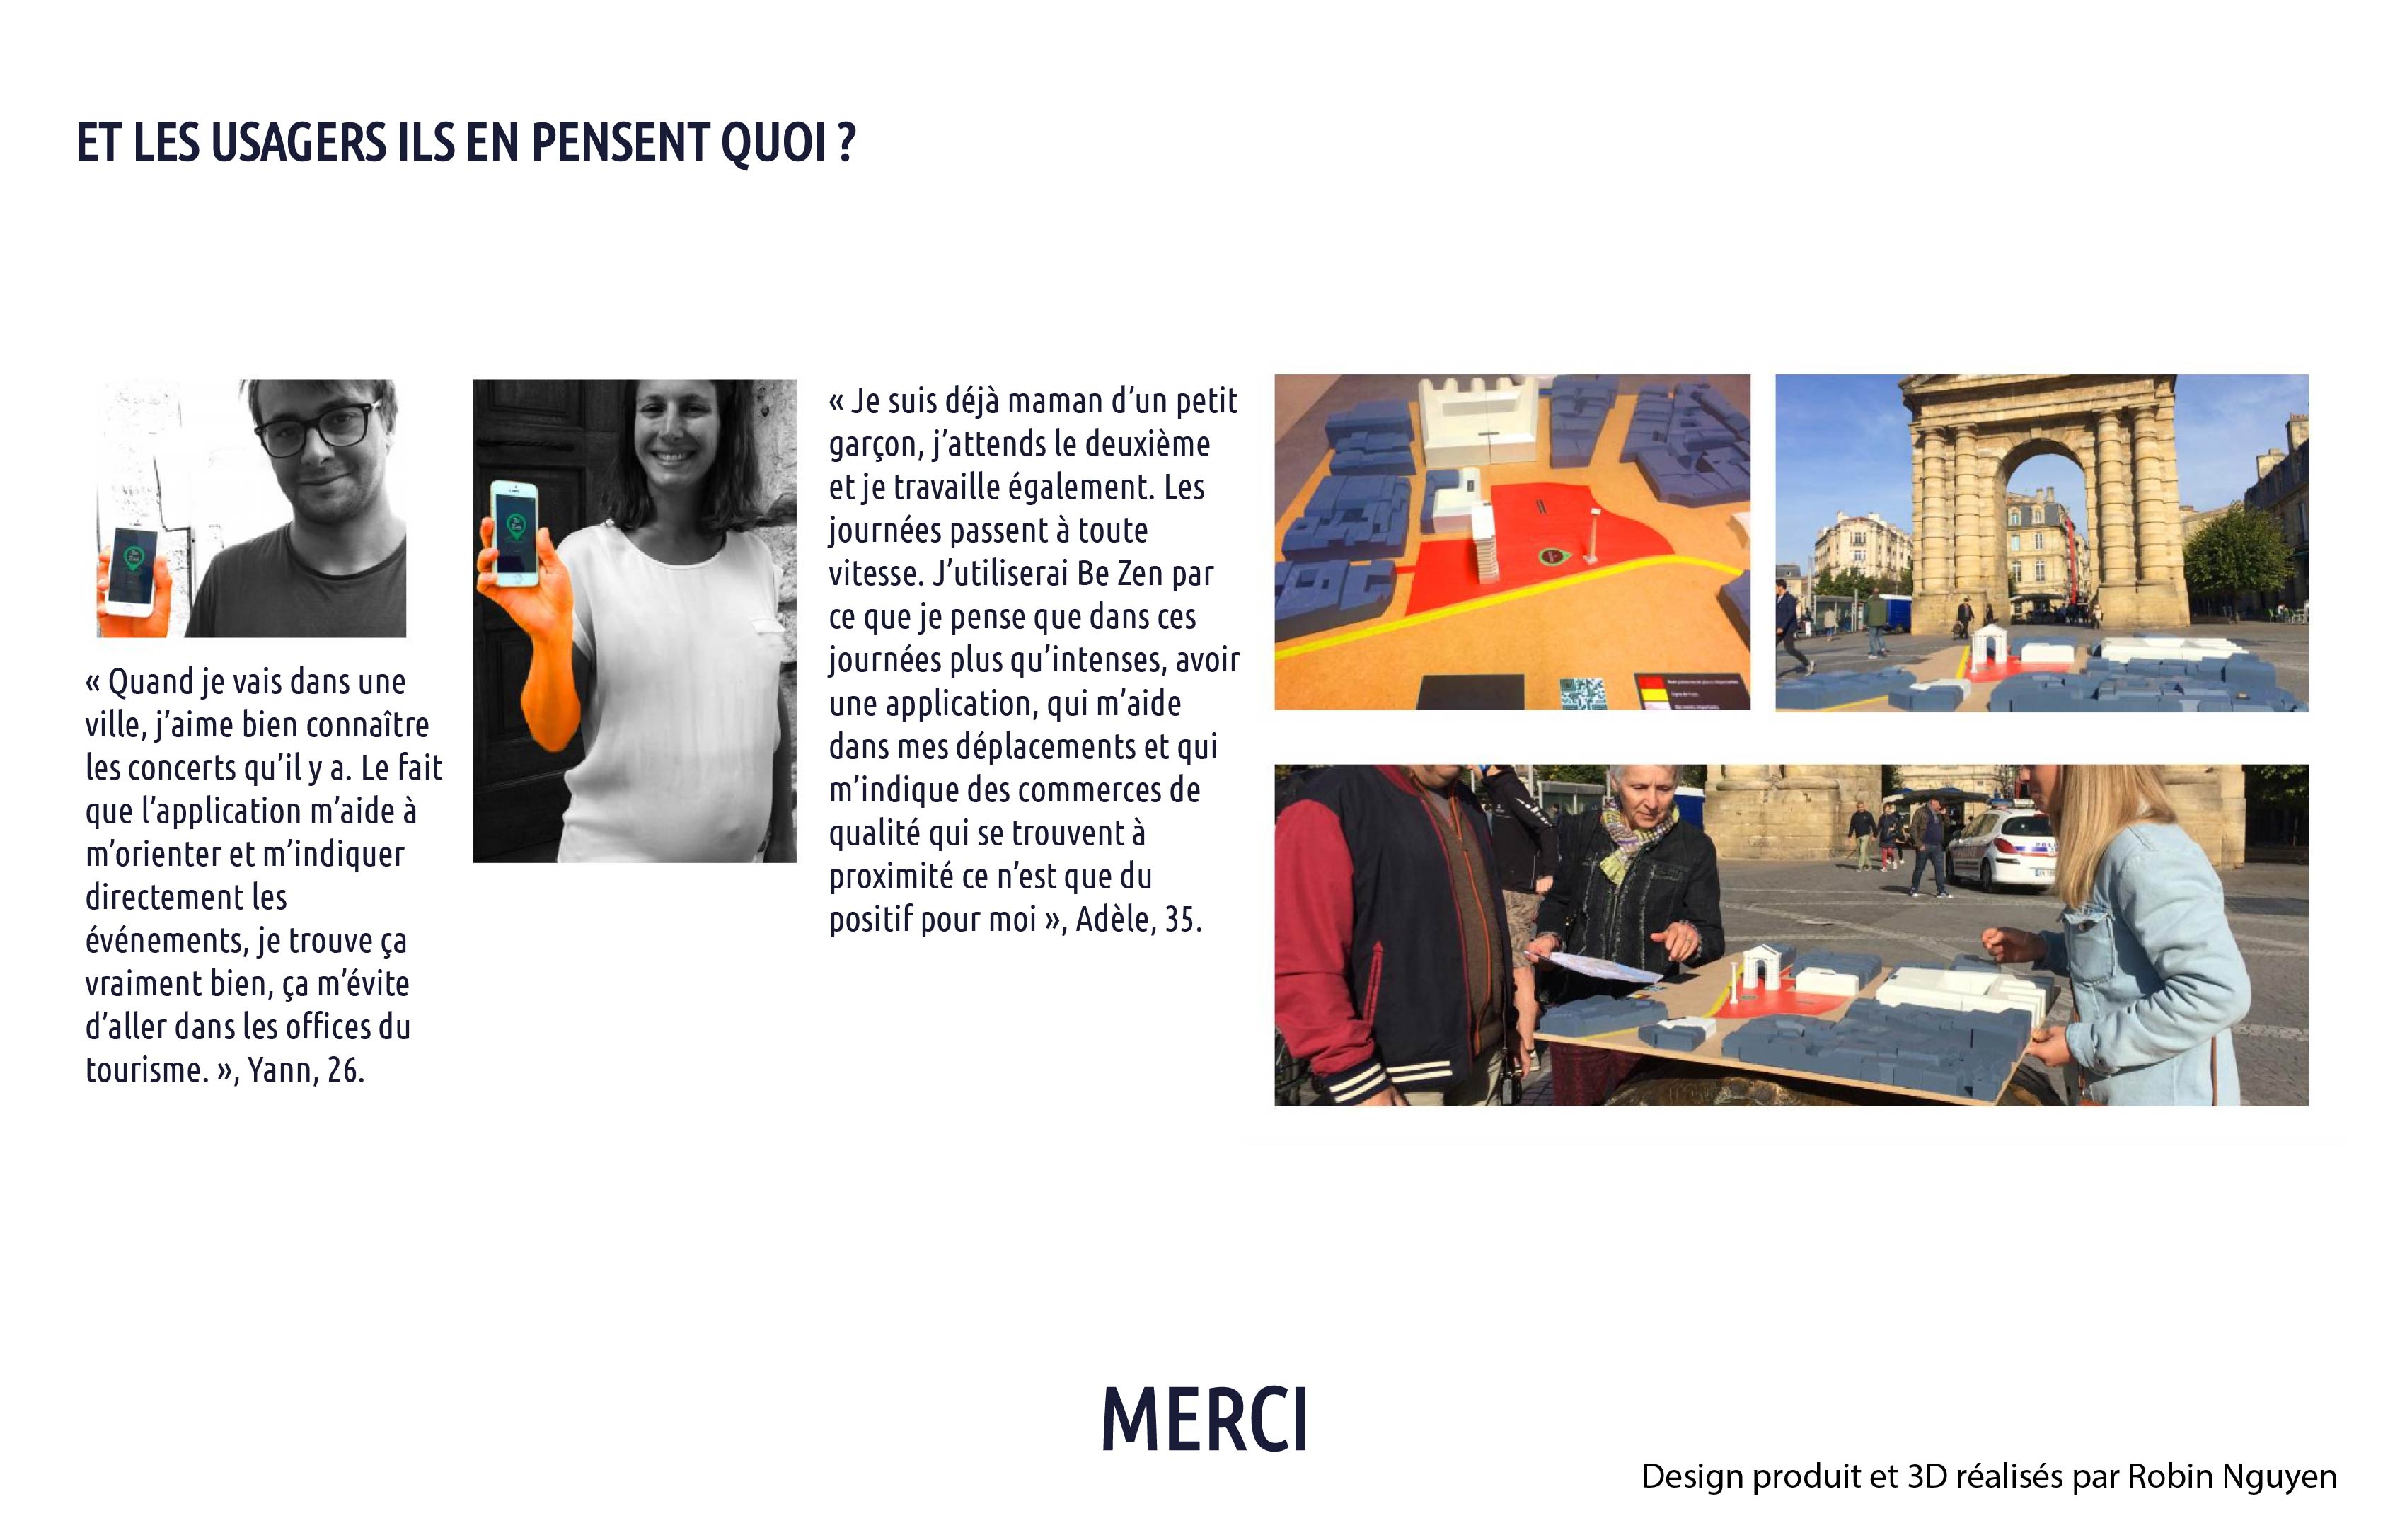 ET LES USAGERS ILS EN PENSENT QUOI ?
« Quand je vais dans une
ville, j’aime bien connaître
les concerts qu’il y a. Le fait
que l’application m’aide à
m’orienter et m’indiquer
directement les
événements, je trouve ça
vraiment bien, ça m’évite
d’aller dans les offices du
tourisme. », Yann, 26.
« Je suis déjà maman d’un petit
garçon, j’attends le deuxième
et je travaille également. Les
journées passent à toute
vitesse. J’utiliserai Be Zen par
ce que je pense que dans ces
journées plus qu’intenses, avoir
une application, qui m’aide
dans mes déplacements et qui
m’indique des commerces de
qualité qui se trouvent à
proximité ce n’est que du
positif pour moi », Adèle, 35.
MERCI
Design produit et 3D réalisés par Robin Nguyen